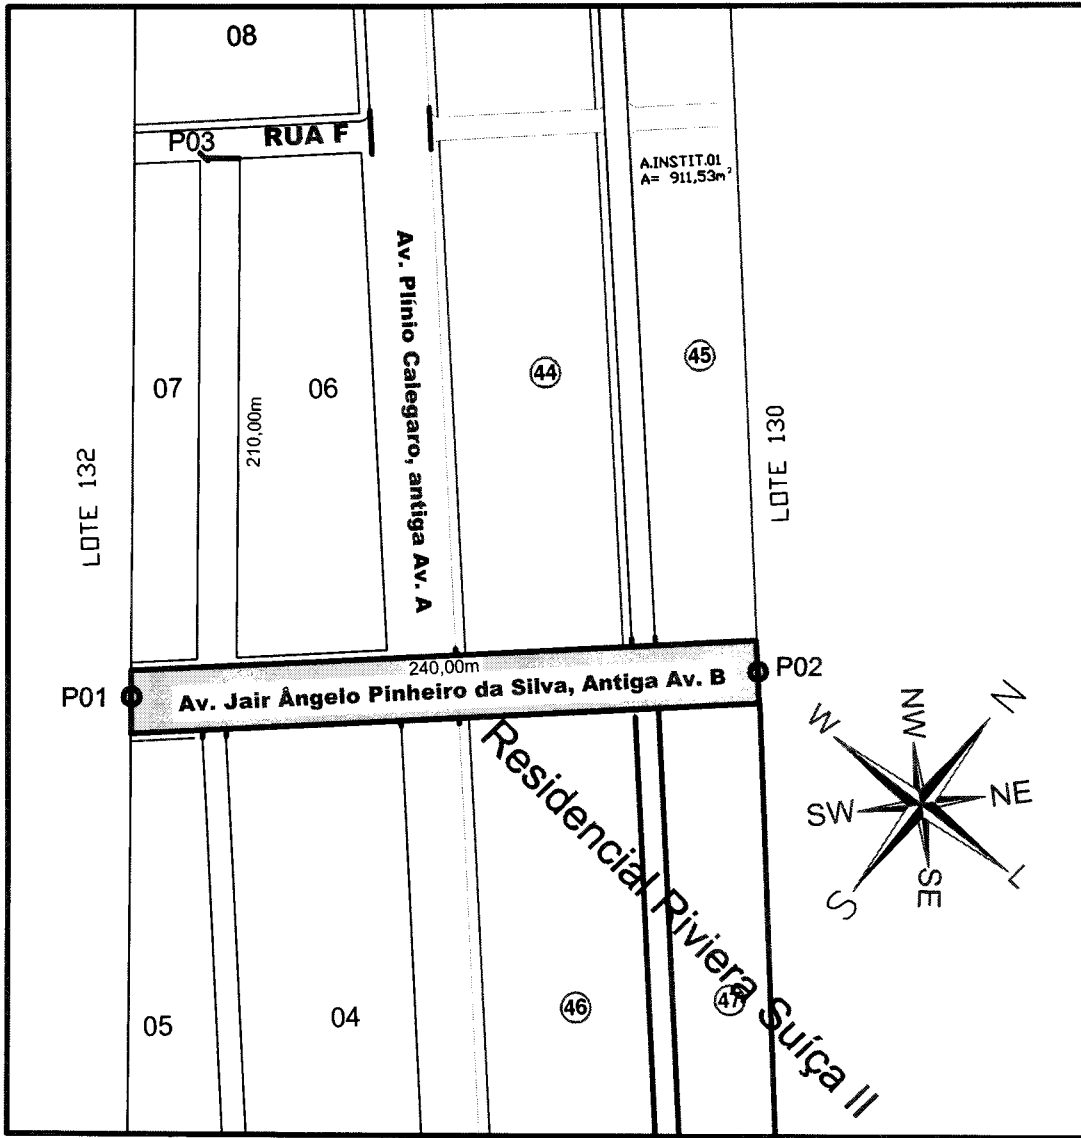 08
P03
RUA F
A.INSTIT.01
A= 911,53m²
Av. Plínio Calegaro, antiga Av. A
07
06
210,00m
44
45
LOTE 132
LOTE 130
240,00m
P01
Av. Jair Ângelo Pinheiro da Silva, Antiga Av. B
P02
Residencial Riviera Suíça II
W
NW
N
SW
NE
S
SE
L
05
04
46
47